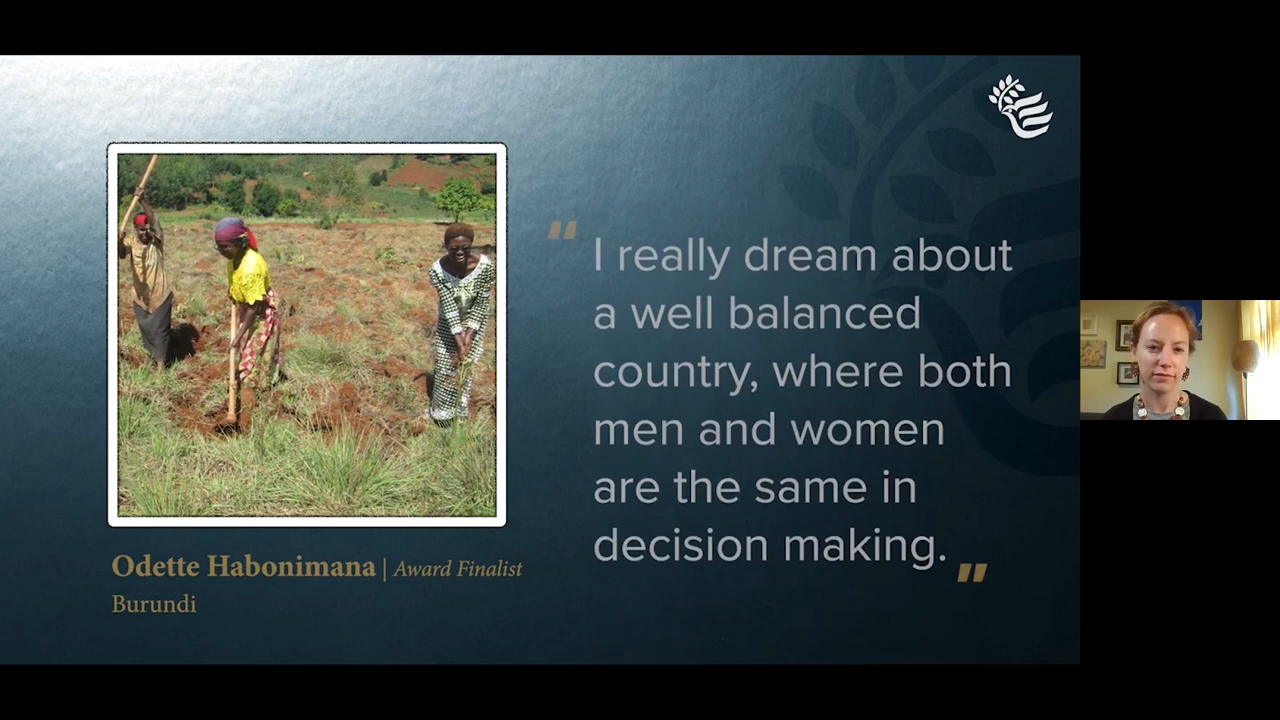 " I really dream about
a well balanced
country, where both
men and women
are the same in
decision making. "
Odette Habonimana | Award Finalist
Burundi